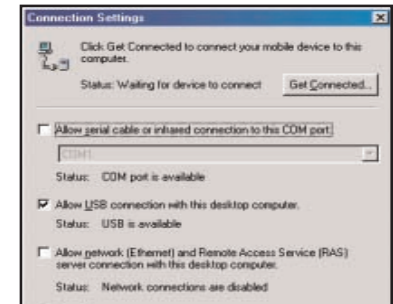 Connection Settings
Click Get Connected to connect your mobile device to this
computer.
Status: Waiting for device to connect
Get Connected...
Allow serial cable or infrared connection to this COM port:
COM1
Status: COM port is available
Allow USB connection with this desktop computer.
Status: USB is available
Allow network (Ethernet) and Remote Access Service (RAS)
server connection with this desktop computer.
Status: Network connections are disabled